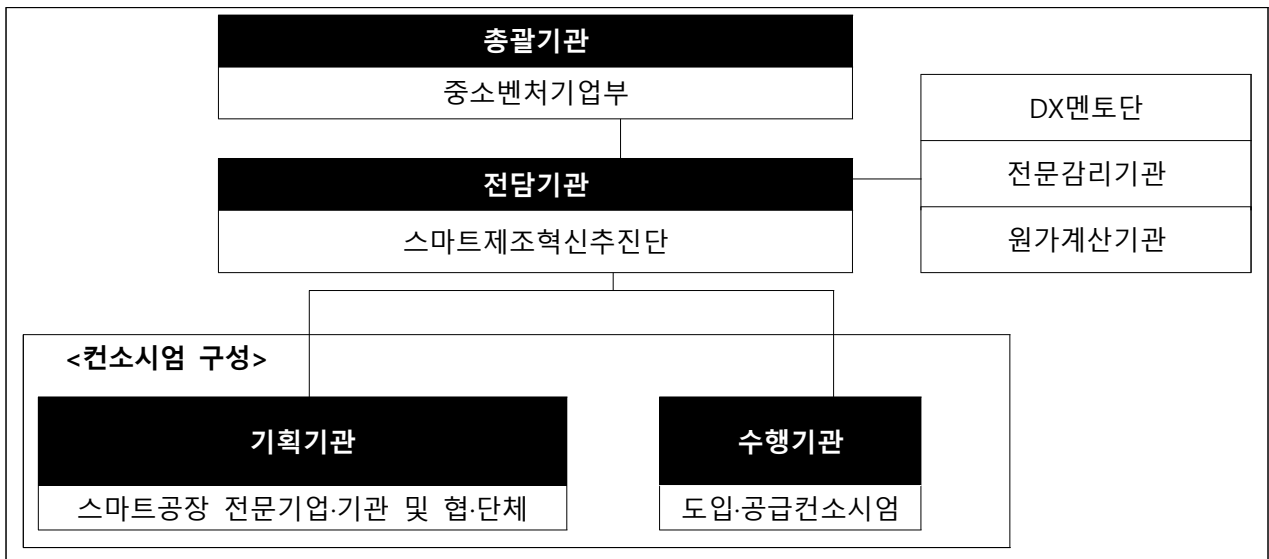 총괄기관
중소벤처기업부
DX멘토단
전담기관
전문감리기관
스마트제조혁신추진단
원가계산기관
<컨소시엄 구성>
기획기관
수행기관
스마트공장 전문기업·기관 및 협·단체
도입·공급컨소시엄